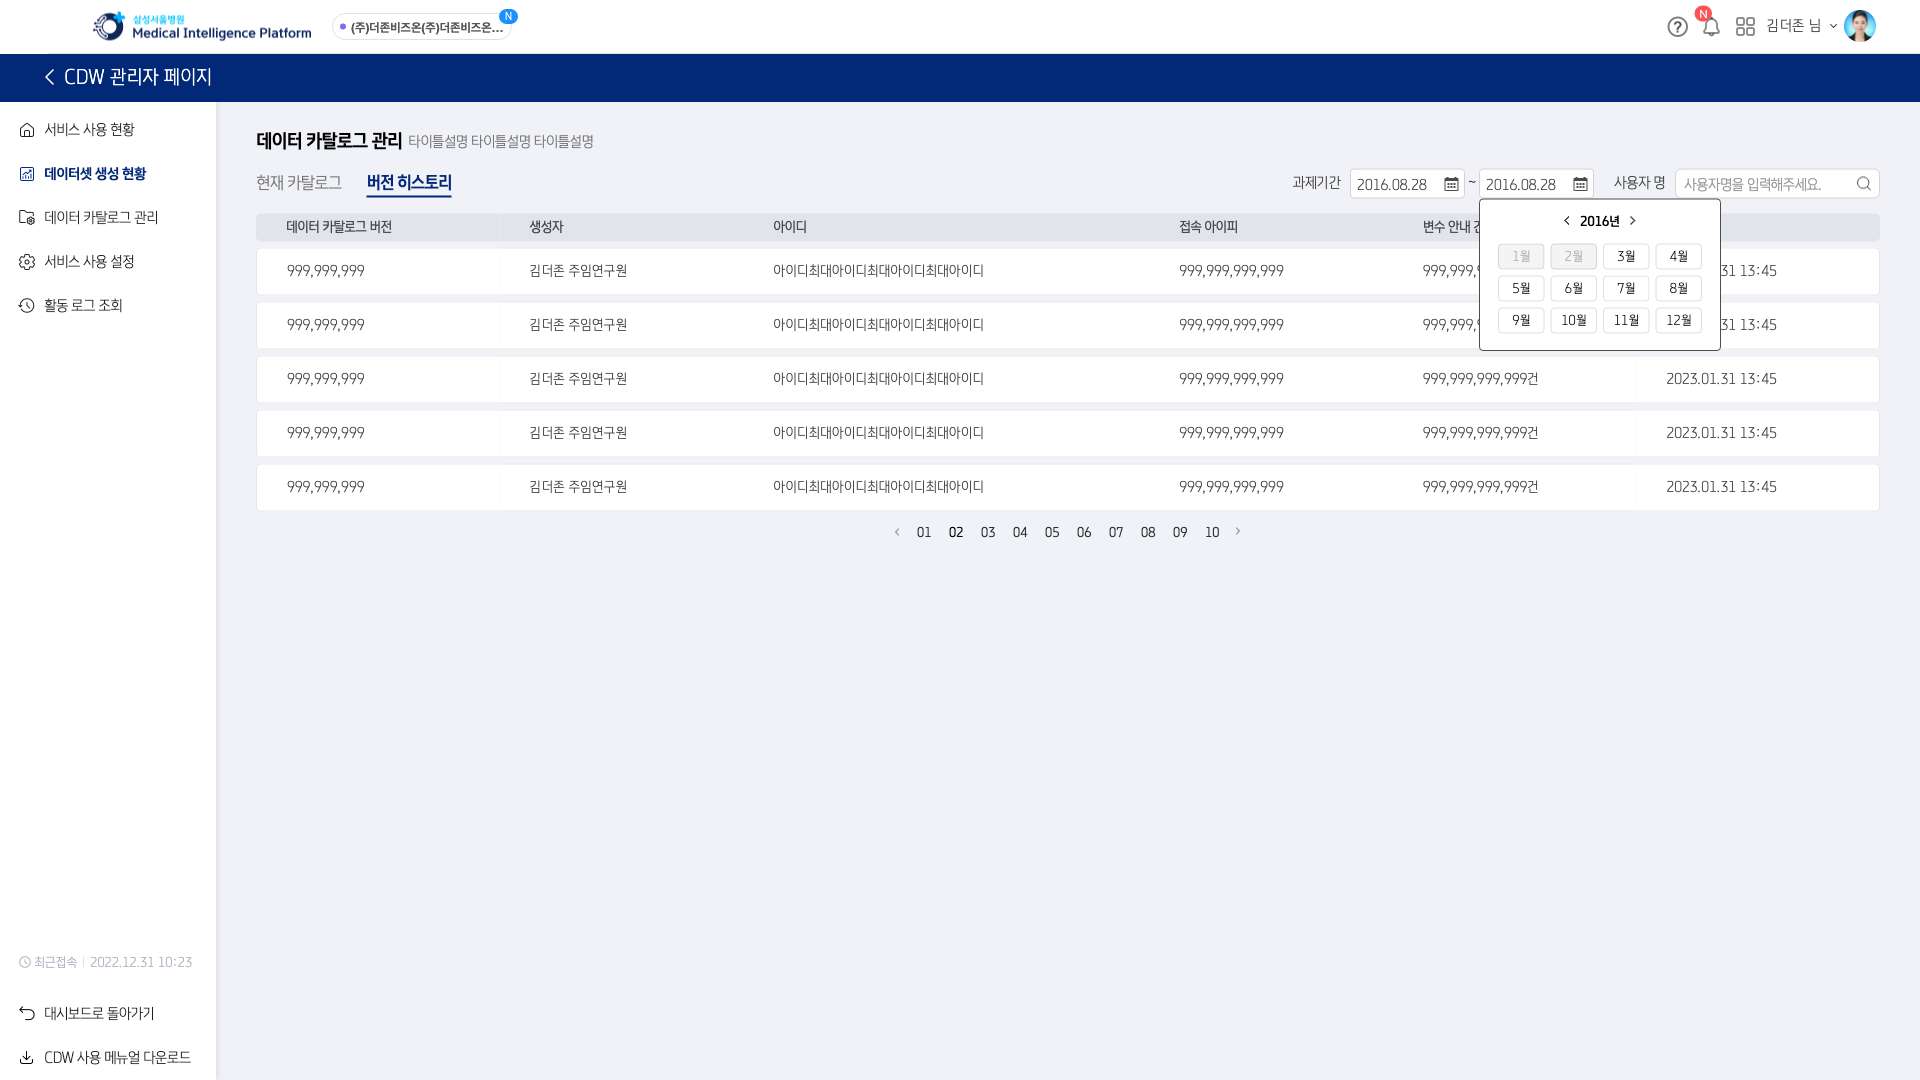 삼성서울병원
Medical Intelligence Platform
(주)더존비즈온(주)더존비즈온...
N
N
김더존 님
CDW 관리자 페이지
서비스 사용 현황
데이터셋 생성 현황
데이터 카탈로그 관리
서비스 사용 설정
활동 로그 조회
최근접속 | 2022.12.31 10:23
대시보드로 돌아가기
CDW 사용 메뉴얼 다운로드
데이터 카탈로그 관리 타이틀설명 타이틀설명 타이틀설명
현재 카탈로그 버전 히스토리
과제기간 2016.08.28 ~ 2016.08.28 사용자 명 사용자명을 입력해주세요.
데이터 카탈로그 버전 생성자 아이디 접속 아이피 변수 안내
2016년
1월 2월 3월 4월
5월 6월 7월 8월
9월 10월 11월 12월
999,999,999 김더존 주임연구원 아이디최대아이디최대아이디최대아이디 999,999,999,999 999,999, 31 13:45
999,999,999 김더존 주임연구원 아이디최대아이디최대아이디최대아이디 999,999,999,999 999,999, 31 13:45
999,999,999 김더존 주임연구원 아이디최대아이디최대아이디최대아이디 999,999,999,999 999,999,999,999건 2023.01.31 13:45
999,999,999 김더존 주임연구원 아이디최대아이디최대아이디최대아이디 999,999,999,999 999,999,999,999건 2023.01.31 13:45
999,999,999 김더존 주임연구원 아이디최대아이디최대아이디최대아이디 999,999,999,999 999,999,999,999건 2023.01.31 13:45
01 02 03 04 05 06 07 08 09 10